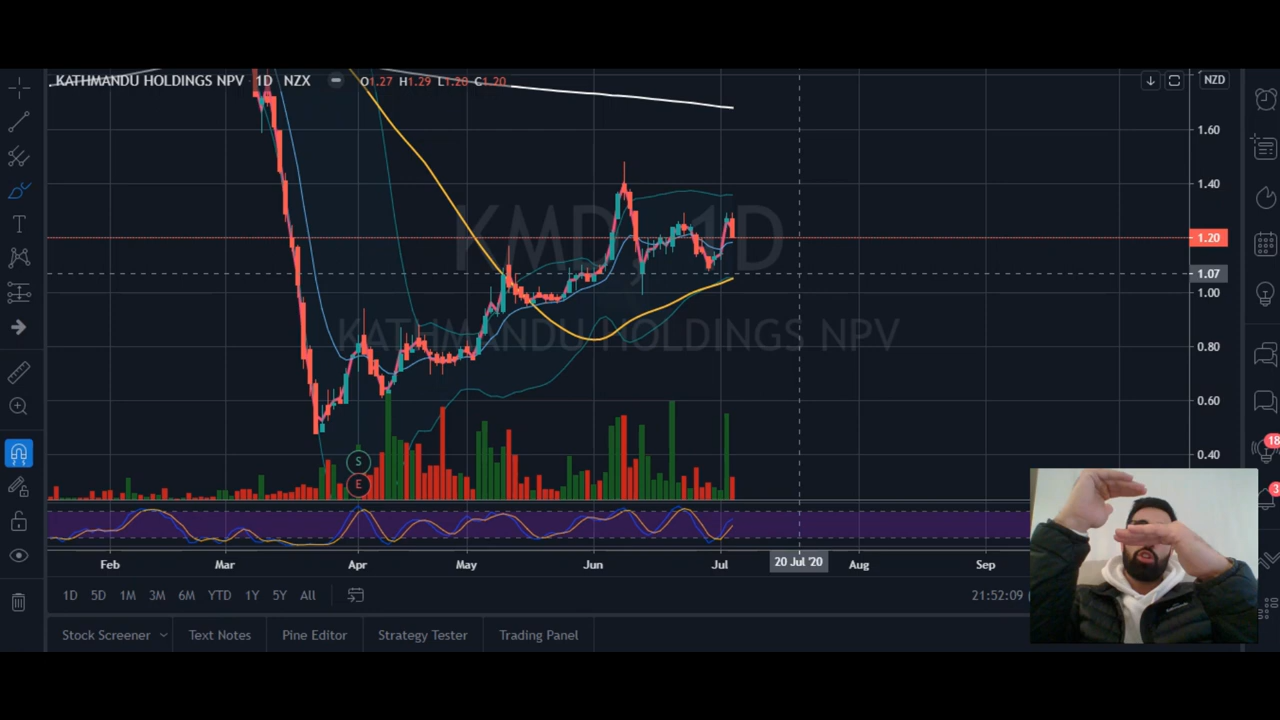 KATHMANDU HOLDINGS NPV 1D NZX O1.27 H1.29 L1.20 C1.20
NZD
1.60
1.40
KMD, 1D
1.20
1.07
1.00
KATHMANDU HOLDINGS NPV
0.80
0.60
0.40
S
E
18
3
Feb Mar Apr May Jun Jul 20 Jul '20 Aug Sep
1D 5D 1M 3M 6M YTD 1Y 5Y All 21:52:09
Stock Screener Text Notes Pine Editor Strategy Tester Trading Panel